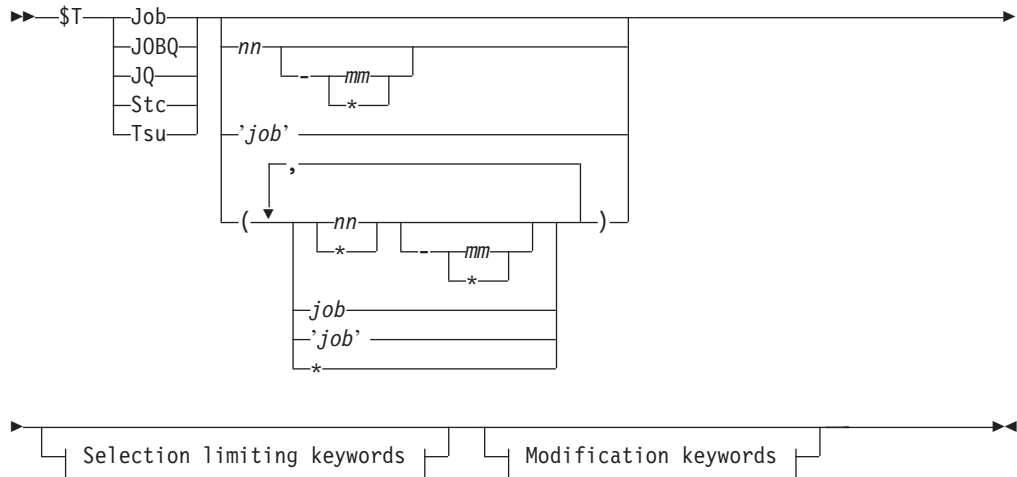 $T Job
JOBQ nn
JQ - mm
Stc *
Tsu 'job'
,
( nn )
* - mm
*
job
'job'
*
Selection limiting keywords Modification keywords